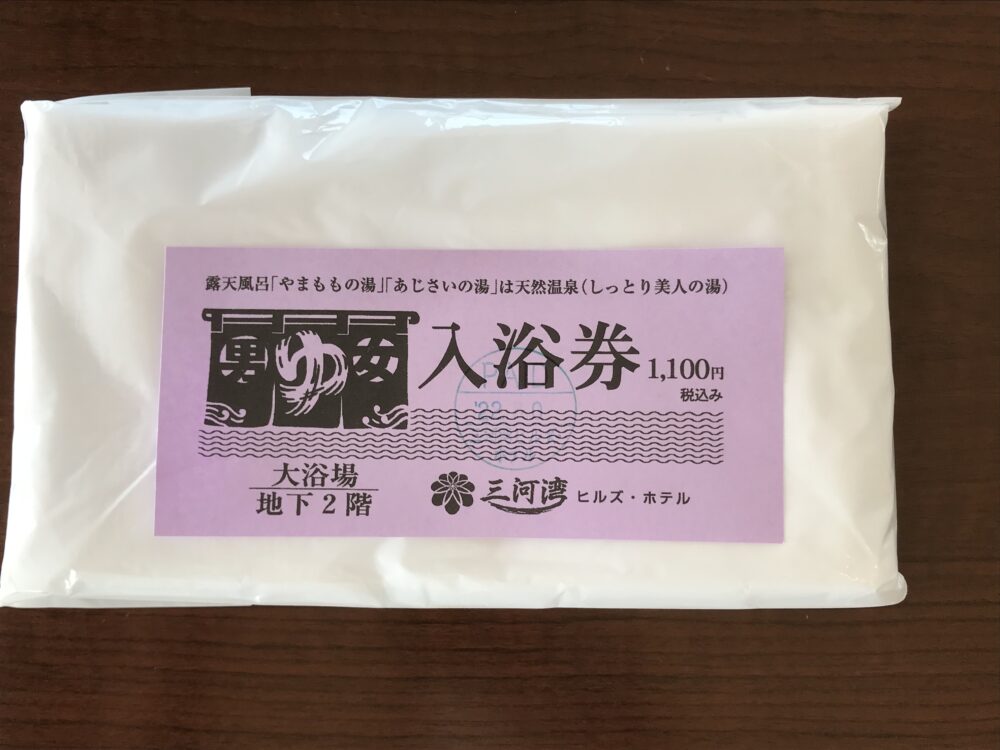 露天風呂「やまももの湯」「あじさいの湯」は天然温泉（しっとり美人の湯）
男 ゆ 女
入浴券
1,100円
税込み
PAID
大浴場
地下2階
三河湾 ヒルズ・ホテル